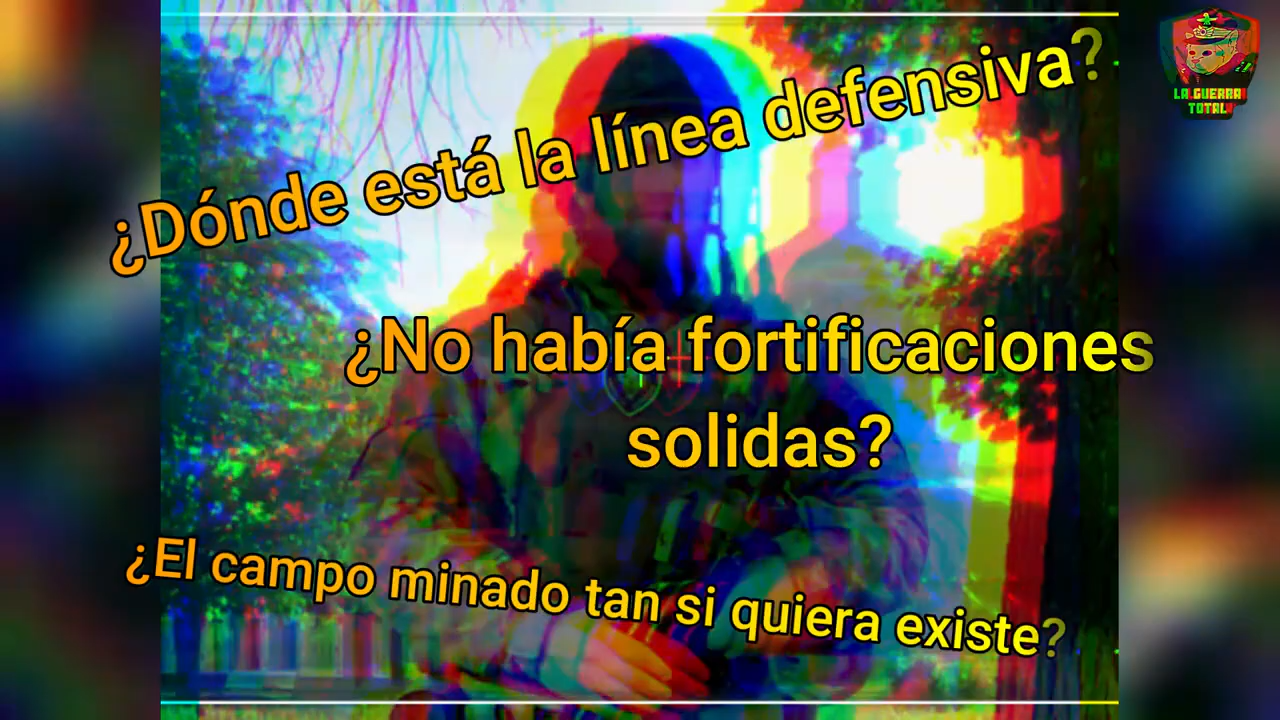 ¿Dónde está la línea defensiva?
LA GUERRA
TOTAL
¿No había fortificaciones
solidas?
¿El campo minado tan si quiera existe?